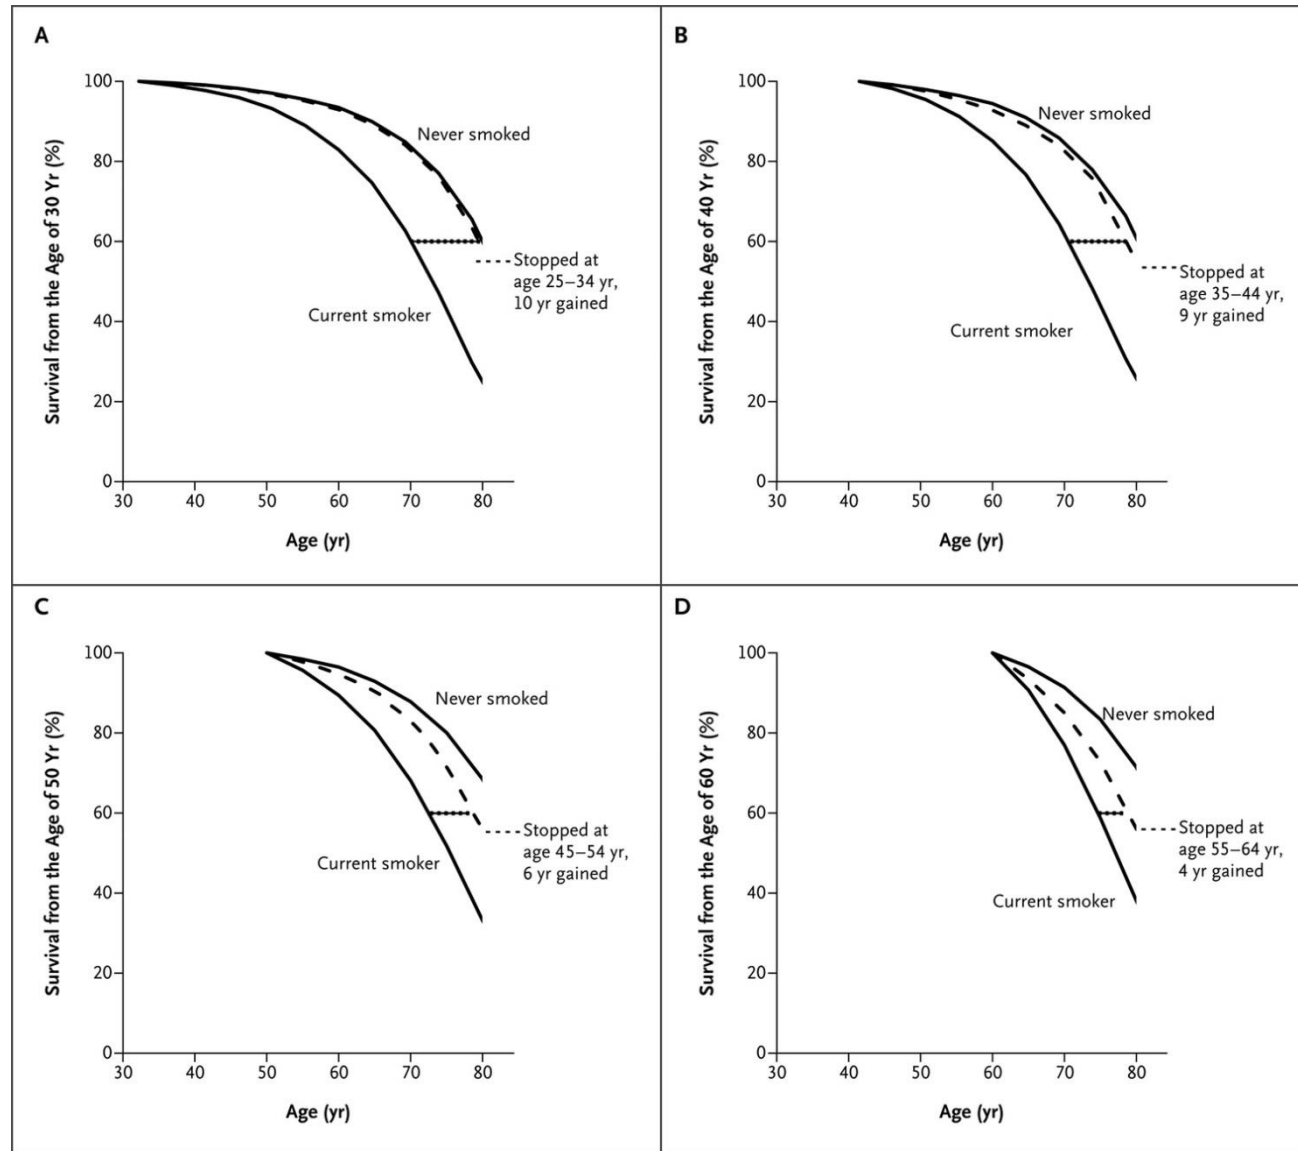 A
Survival from the Age of 30 Yr (%)
100
80
60
40
20
0
Never smoked
Stopped at
age 25–34 yr,
10 yr gained
Current smoker
30 40 50 60 70 80
Age (yr)
B
Survival from the Age of 40 Yr (%)
100
80
60
40
20
0
Never smoked
Stopped at
age 35–44 yr,
9 yr gained
Current smoker
30 40 50 60 70 80
Age (yr)
C
Survival from the Age of 50 Yr (%)
100
80
60
40
20
0
Never smoked
Stopped at
age 45–54 yr,
6 yr gained
Current smoker
30 40 50 60 70 80
Age (yr)
D
Survival from the Age of 60 Yr (%)
100
80
60
40
20
0
Never smoked
Stopped at
age 55–64 yr,
4 yr gained
Current smoker
30 40 50 60 70 80
Age (yr)